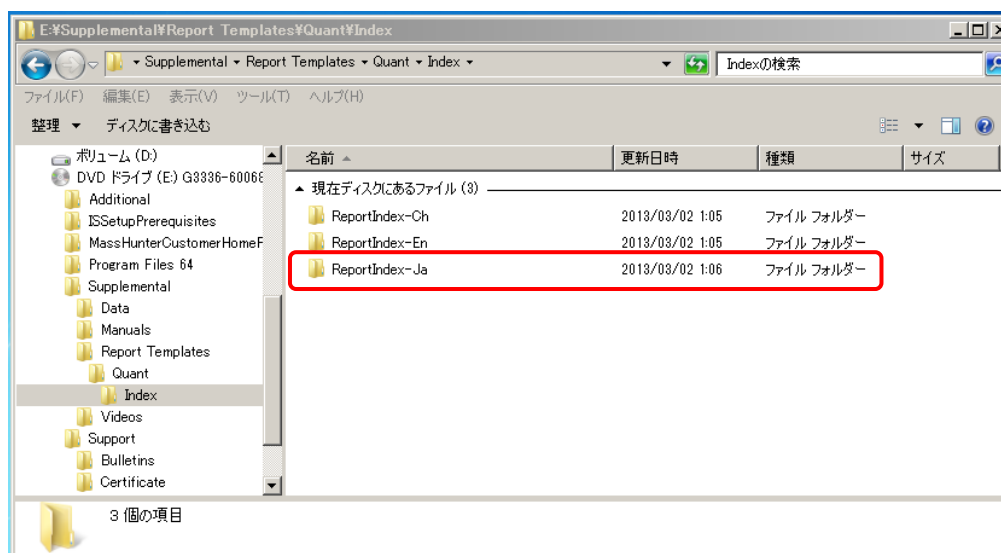 E:¥Supplemental¥Report Templates¥Quant¥Index
▾ Supplemental ▾ Report Templates ▾ Quant ▾ Index ▾
Indexの検索
ファイル(F) 編集(E) 表示(V) ツール(T) ヘルプ(H)
整理 ▼ ディスクに書き込む
ボリューム (D:)
DVD ドライブ (E:) G3336-60068
Additional
ISSetupPrerequisites
MassHunterCustomerHomeF
Program Files 64
Supplemental
Data
Manuals
Report Templates
Quant
Index
Videos
Support
Bulletins
Certificate
名前 更新日時 種類 サイズ
現在ディスクにあるファイル (3)
ReportIndex-Ch 2013/03/02 1:05 ファイル フォルダー
ReportIndex-En 2013/03/02 1:05 ファイル フォルダー
ReportIndex-Ja 2013/03/02 1:06 ファイル フォルダー
3 個の項目